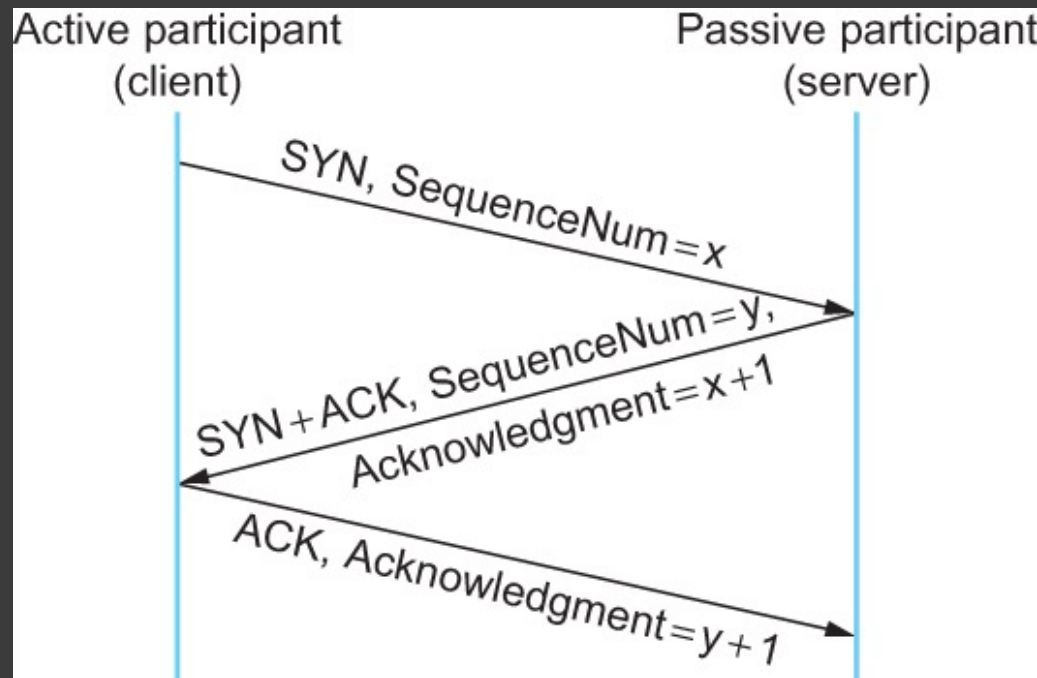 Active participant
(client)
Passive participant
(server)
SYN, SequenceNum=x
SYN+ACK, SequenceNum=y,
Acknowledgment=x+1
ACK, Acknowledgment=y+1